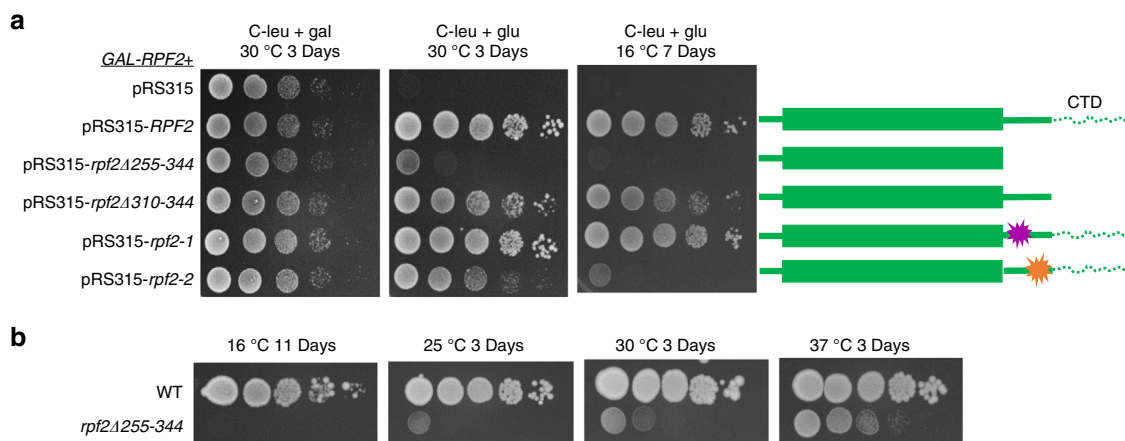 a
C-leu + gal
30 °C 3 Days
C-leu + glu
30 °C 3 Days
C-leu + glu
16 °C 7 Days
GAL-RPF2+
pRS315
CTD
pRS315-RPF2
pRS315-rpf2Δ255-344
pRS315-rpf2Δ310-344
pRS315-rpf2-1
pRS315-rpf2-2
b
16 °C 11 Days
25 °C 3 Days
30 °C 3 Days
37 °C 3 Days
WT
rpf2Δ255-344